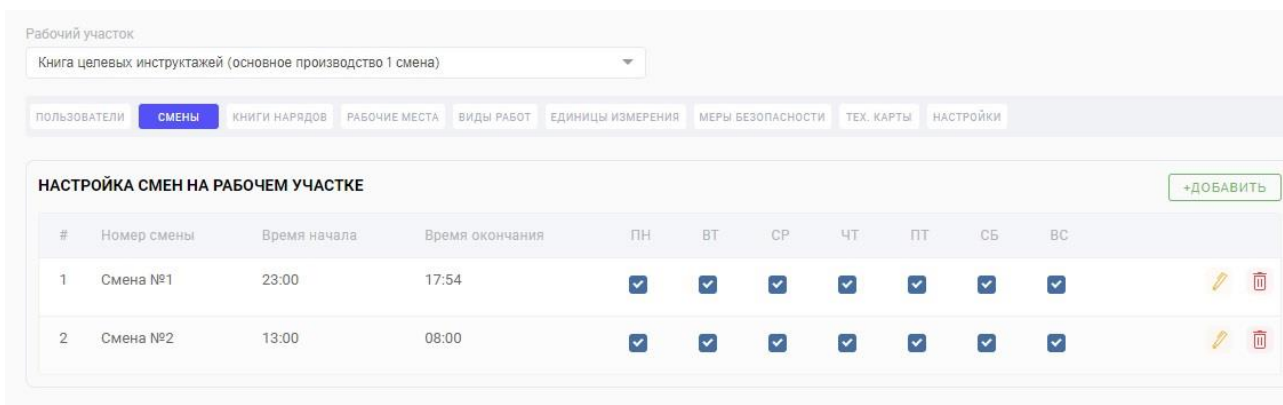 Рабочий участок
Книга целевых инструктажей (основное производство 1 смена)
ПОЛЬЗОВАТЕЛИ СМЕНЫ КНИГИ НАРЯДОВ РАБОЧИЕ МЕСТА ВИДЫ РАБОТ ЕДИНИЦЫ ИЗМЕРЕНИЯ МЕРЫ БЕЗОПАСНОСТИ ТЕХ. КАРТЫ НАСТРОЙКИ
НАСТРОЙКА СМЕН НА РАБОЧЕМ УЧАСТКЕ +ДОБАВИТЬ
# Номер смены Время начала Время окончания ПН ВТ СР ЧТ ПТ СБ ВС
1 Смена №1 23:00 17:54
2 Смена №2 13:00 08:00